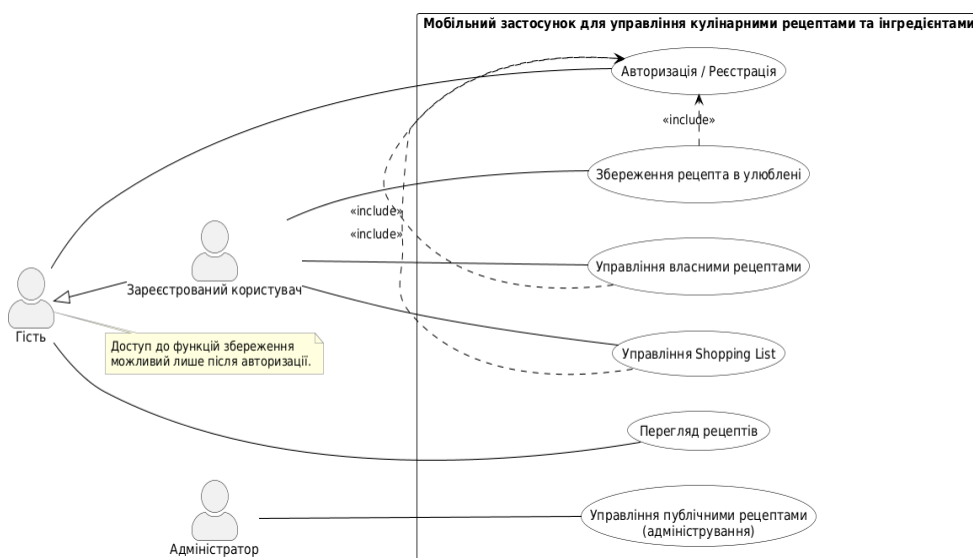 Мобільний застосунок для управління кулінарними рецептами та інгредієнтами
Авторизація / Реєстрація
«include»
Збереження рецепта в улюблені
«include»
«include»
Управління власними рецептами
Зареєстрований користувач
Гість
Доступ до функцій збереження
можливий лише після авторизації.
Управління Shopping List
Перегляд рецептів
Управління публічними рецептами
(адміністрування)
Адміністратор